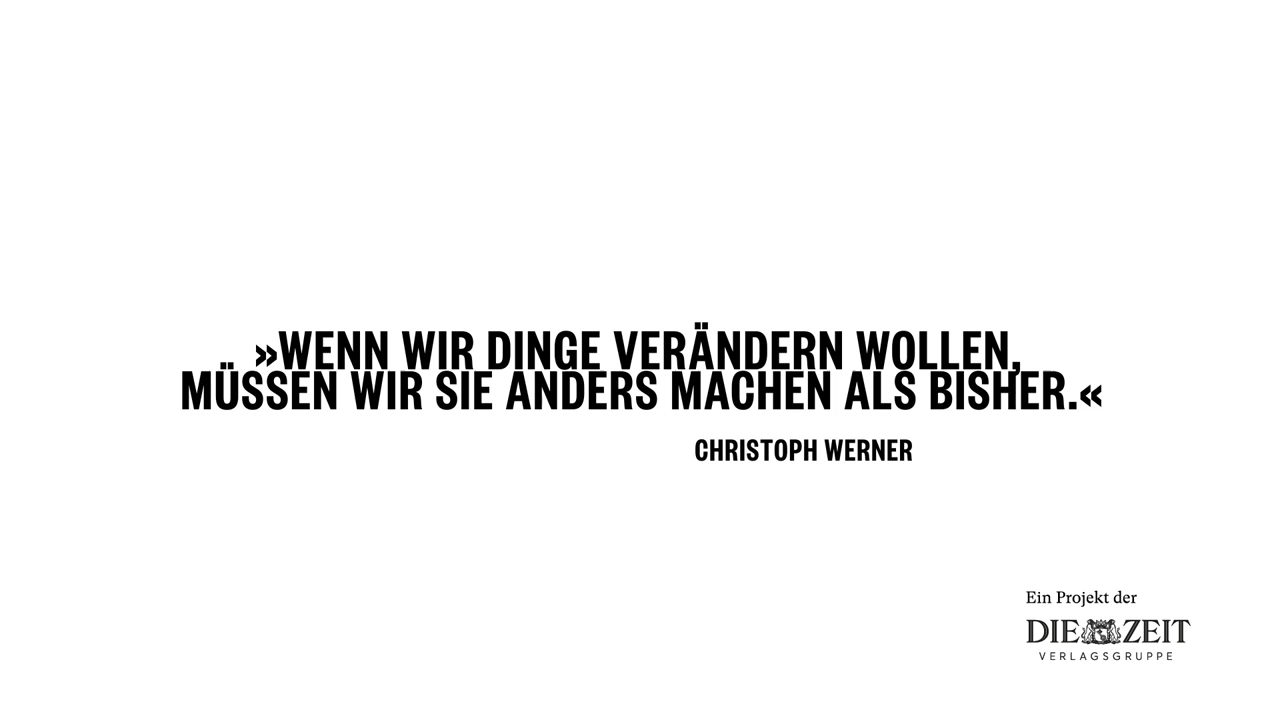 »WENN WIR DINGE VERÄNDERN WOLLEN,
MÜSSEN WIR SIE ANDERS MACHEN ALS BISHER.«
CHRISTOPH WERNER
Ein Projekt der
DIE ZEIT
VERLAGSGRUPPE